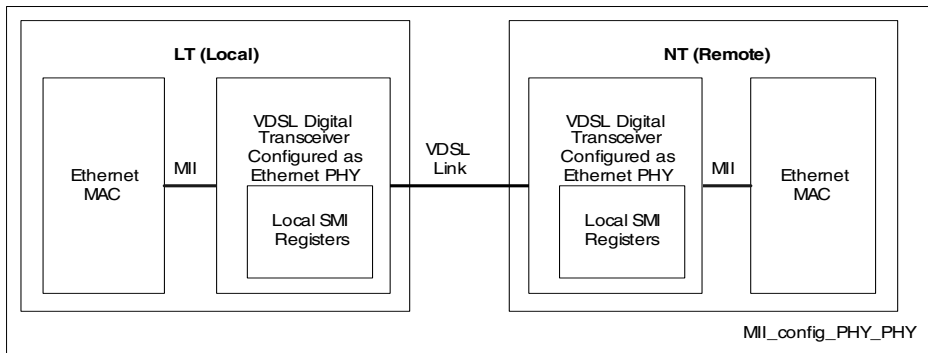 LT (Local)
NT (Remote)
Ethernet
MAC
MII
VDSL Digital
Transceiver
Configured as
Ethernet PHY
Local SMI
Registers
VDSL
Link
VDSL Digital
Transceiver
Configured as
Ethernet PHY
Local SMI
Registers
MII
Ethernet
MAC
MII_config_PHY_PHY